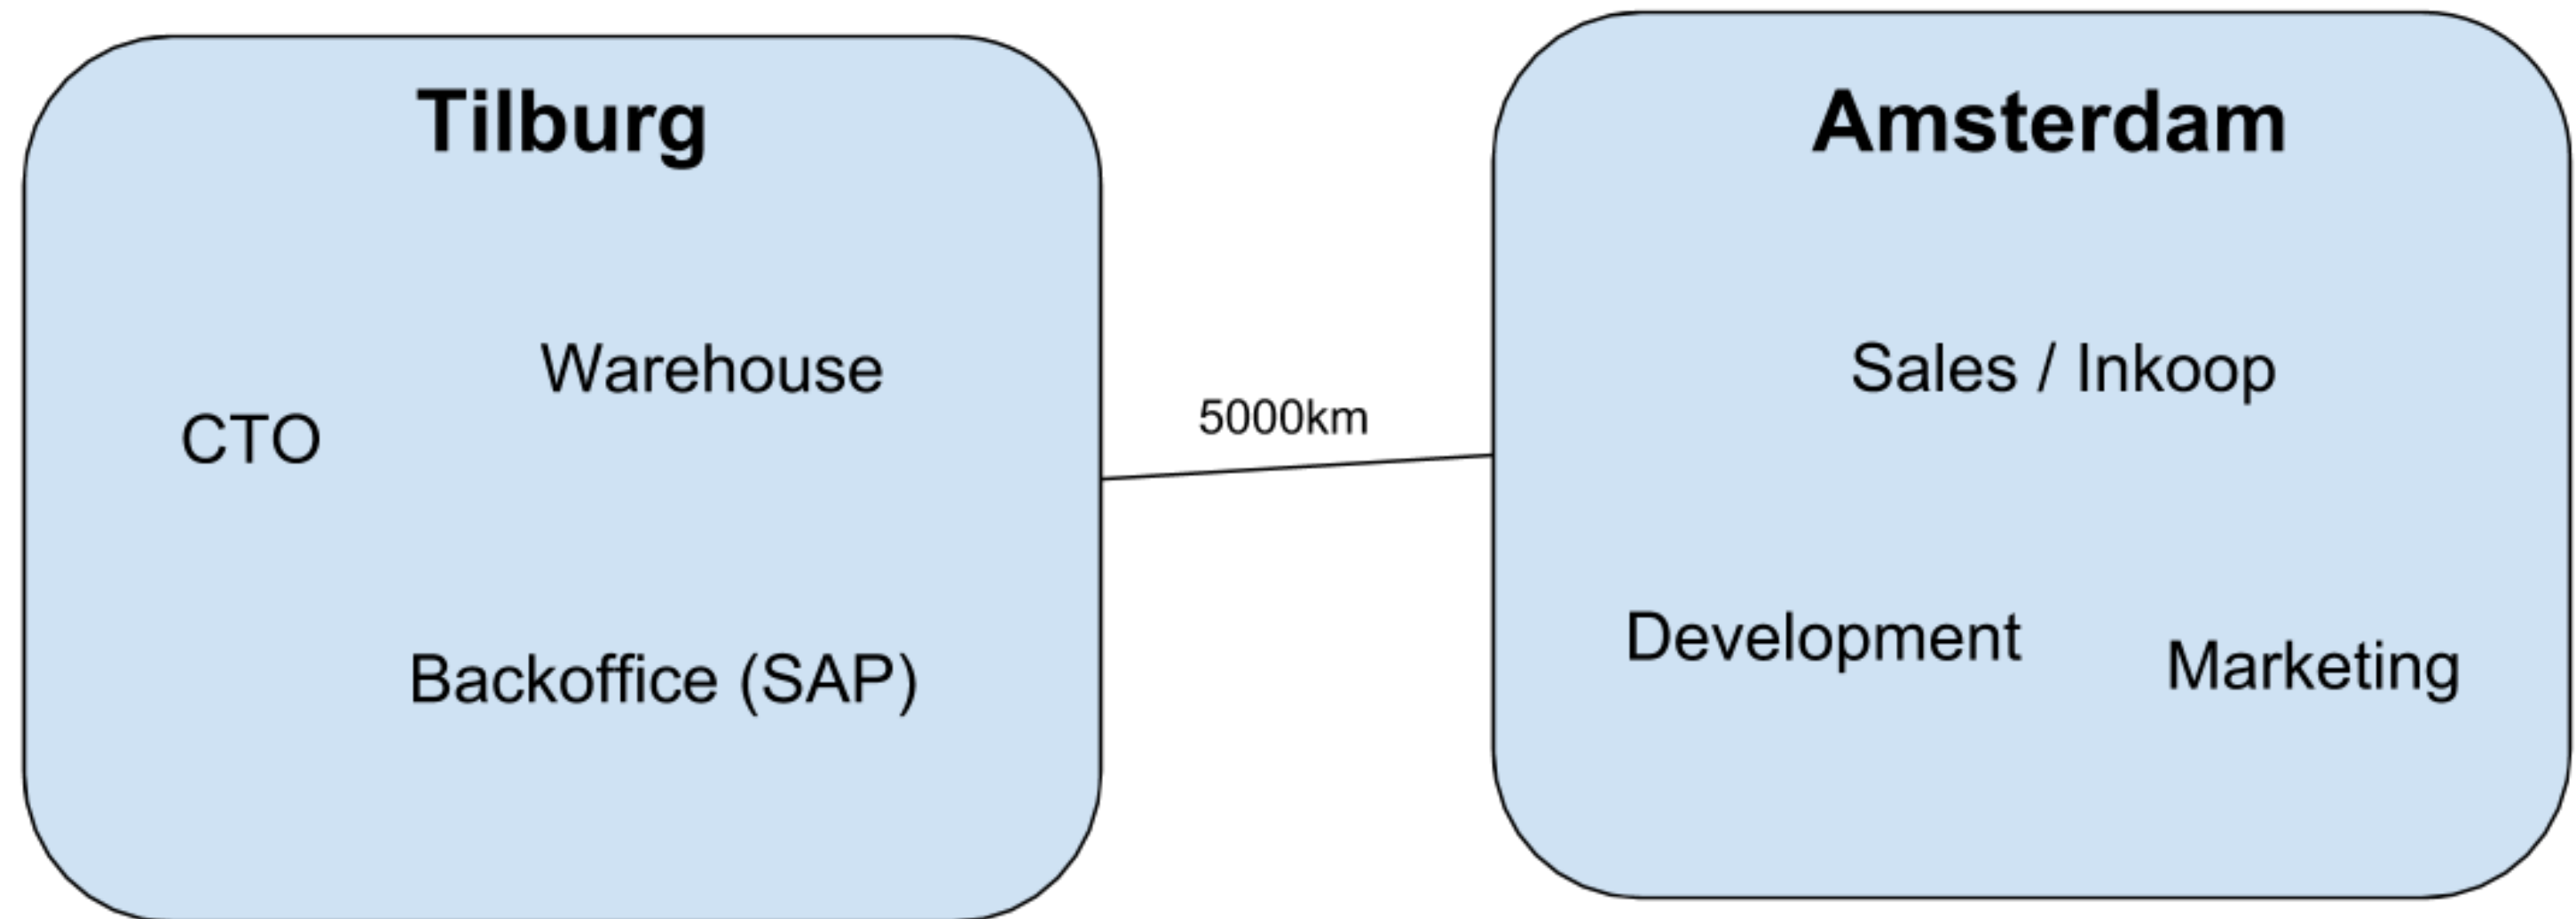 Tilburg
Warehouse
CTO
Backoffice (SAP)
5000km
Amsterdam
Sales / Inkoop
Development
Marketing